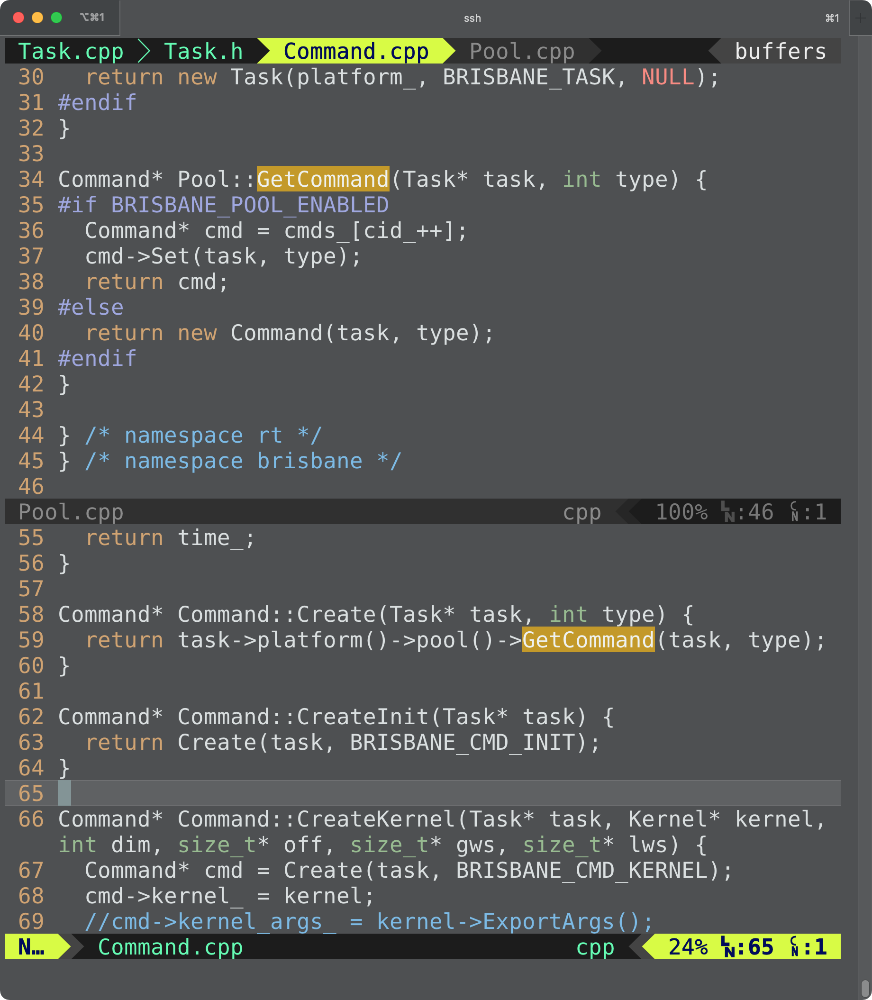 ⌥⌘1 ssh ⌘1 +
Task.cpp Task.h Command.cpp Pool.cpp buffers
30   return new Task(platform_, BRISBANE_TASK, NULL);
31 #endif
32 }
33
34 Command* Pool::GetCommand(Task* task, int type) {
35 #if BRISBANE_POOL_ENABLED
36   Command* cmd = cmds_[cid_++];
37   cmd->Set(task, type);
38   return cmd;
39 #else
40   return new Command(task, type);
41 #endif
42 }
43
44 } /* namespace rt */
45 } /* namespace brisbane */
46
Pool.cpp cpp 100% LN:46 CN:1
55   return time_;
56 }
57
58 Command* Command::Create(Task* task, int type) {
59   return task->platform()->pool()->GetCommand(task, type);
60 }
61
62 Command* Command::CreateInit(Task* task) {
63   return Create(task, BRISBANE_CMD_INIT);
64 }
65
66 Command* Command::CreateKernel(Task* task, Kernel* kernel,
int dim, size_t* off, size_t* gws, size_t* lws) {
67   Command* cmd = Create(task, BRISBANE_CMD_KERNEL);
68   cmd->kernel_ = kernel;
69   //cmd->kernel_args_ = kernel->ExportArgs();
N… Command.cpp cpp 24% LN:65 CN:1